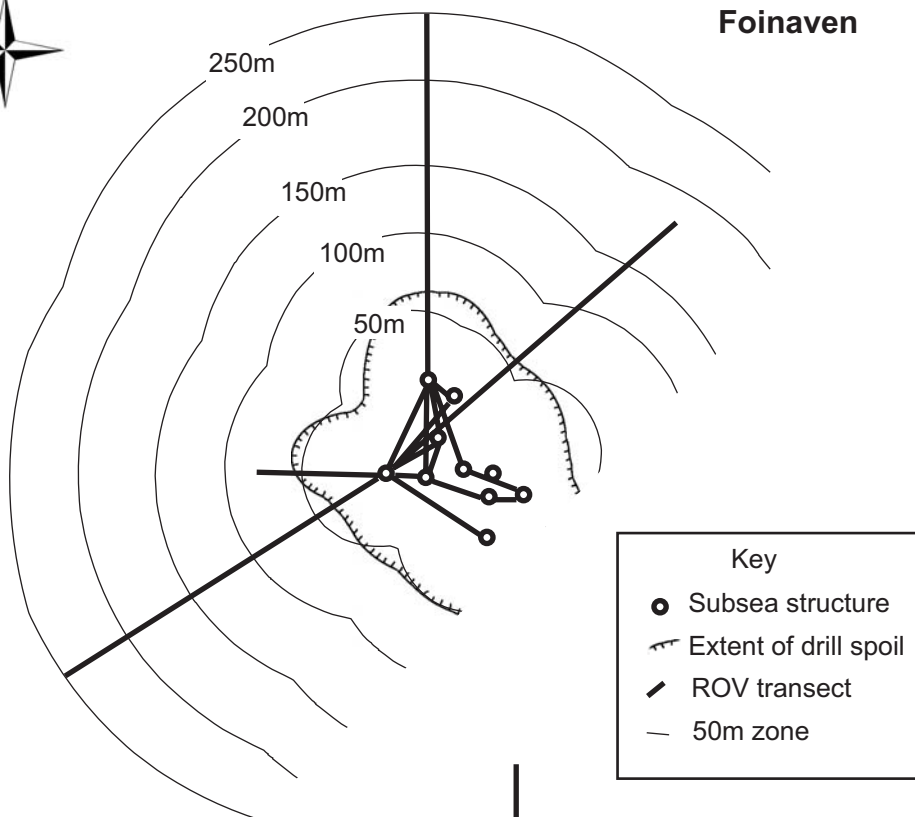 Foinaven
250m
200m
150m
100m
50m
Key
Subsea structure
Extent of drill spoil
ROV transect
50m zone